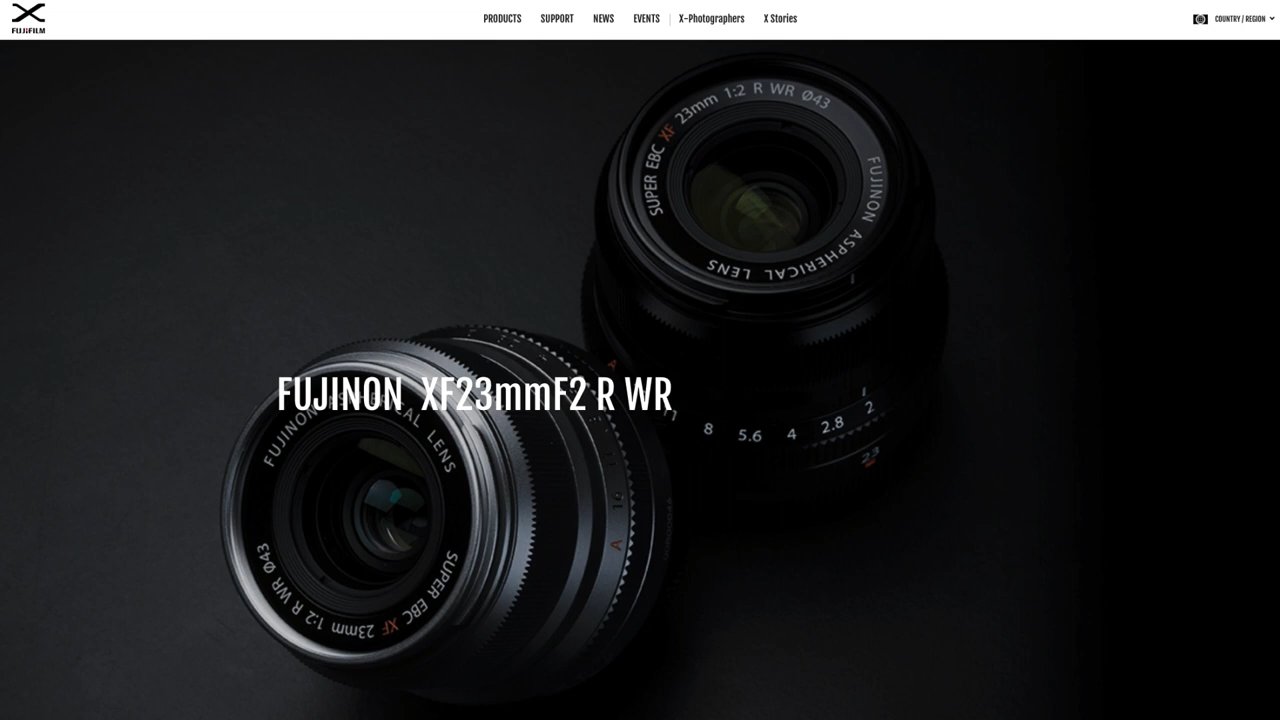 FUJIFILM
PRODUCTS SUPPORT NEWS EVENTS X-Photographers X Stories
COUNTRY / REGION
SUPER EBC XF 23mm 1:2 R WR Ø43
FUJINON ASPHERICAL LENS
FUJINON XF23mmF2 R WR
8 5.6 4 2.8 2
23
FUJINON ASPHERICAL LENS
16
A
SUPER EBC XF 23mm 1:2 R WR Ø43